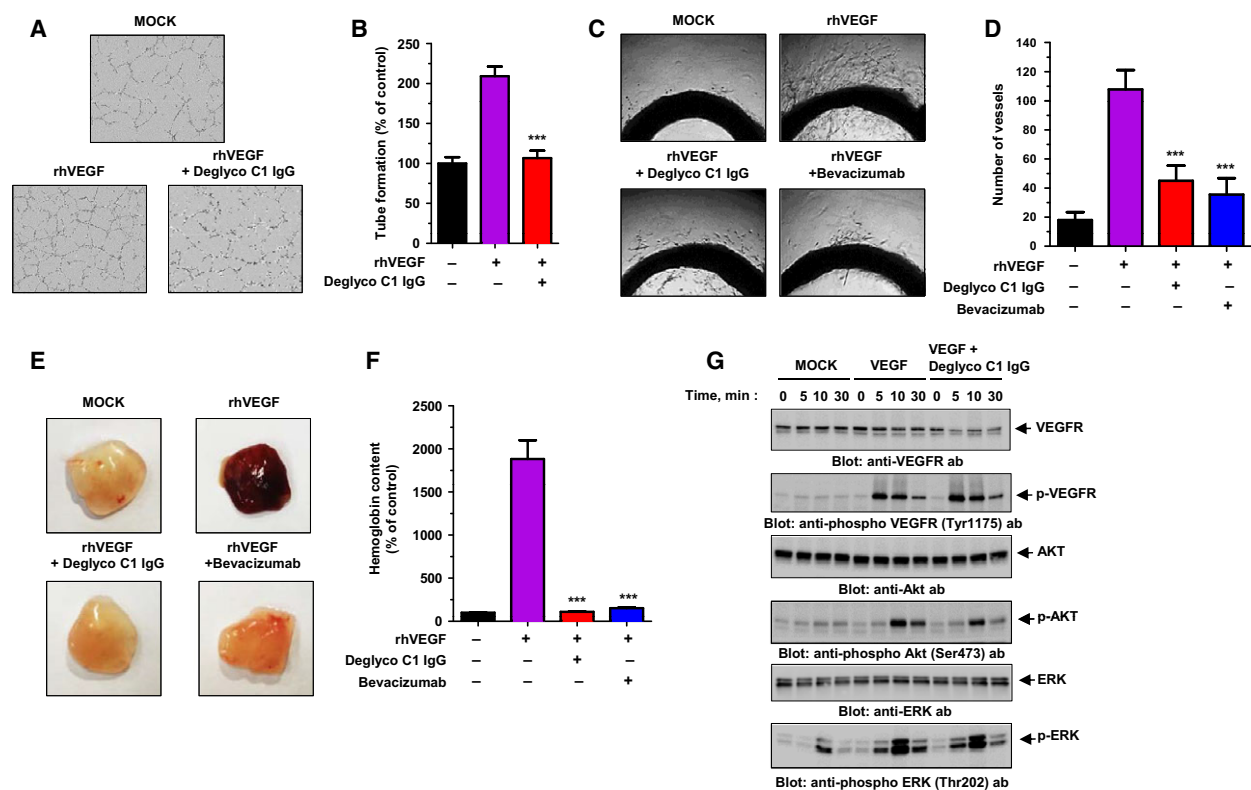 A
MOCK
rhVEGF
rhVEGF
+ Deglyco C1 IgG
B
Tube formation (% of control)
250
200
150
100
50
0
***
rhVEGF – + +
Deglyco C1 IgG – – +
C
MOCK
rhVEGF
rhVEGF
+ Deglyco C1 IgG
rhVEGF
+Bevacizumab
D
Number of vessels
140
120
100
80
60
40
20
0
***
***
rhVEGF – + + +
Deglyco C1 IgG – – + –
Bevacizumab – – – +
E
MOCK
rhVEGF
rhVEGF
+ Deglyco C1 IgG
rhVEGF
+Bevacizumab
F
Hemoglobin content
(% of control)
2500
2000
1500
1000
500
0
***
***
rhVEGF – + + +
Deglyco C1 IgG – – + –
Bevacizumab – – – +
G
MOCK VEGF VEGF +
Deglyco C1 IgG
Time, min : 0 5 10 30 0 5 10 30 0 5 10 30
VEGFR
Blot: anti-VEGFR ab
p-VEGFR
Blot: anti-phospho VEGFR (Tyr1175) ab
AKT
Blot: anti-Akt ab
p-AKT
Blot: anti-phospho Akt (Ser473) ab
ERK
Blot: anti-ERK ab
p-ERK
Blot: anti-phospho ERK (Thr202) ab